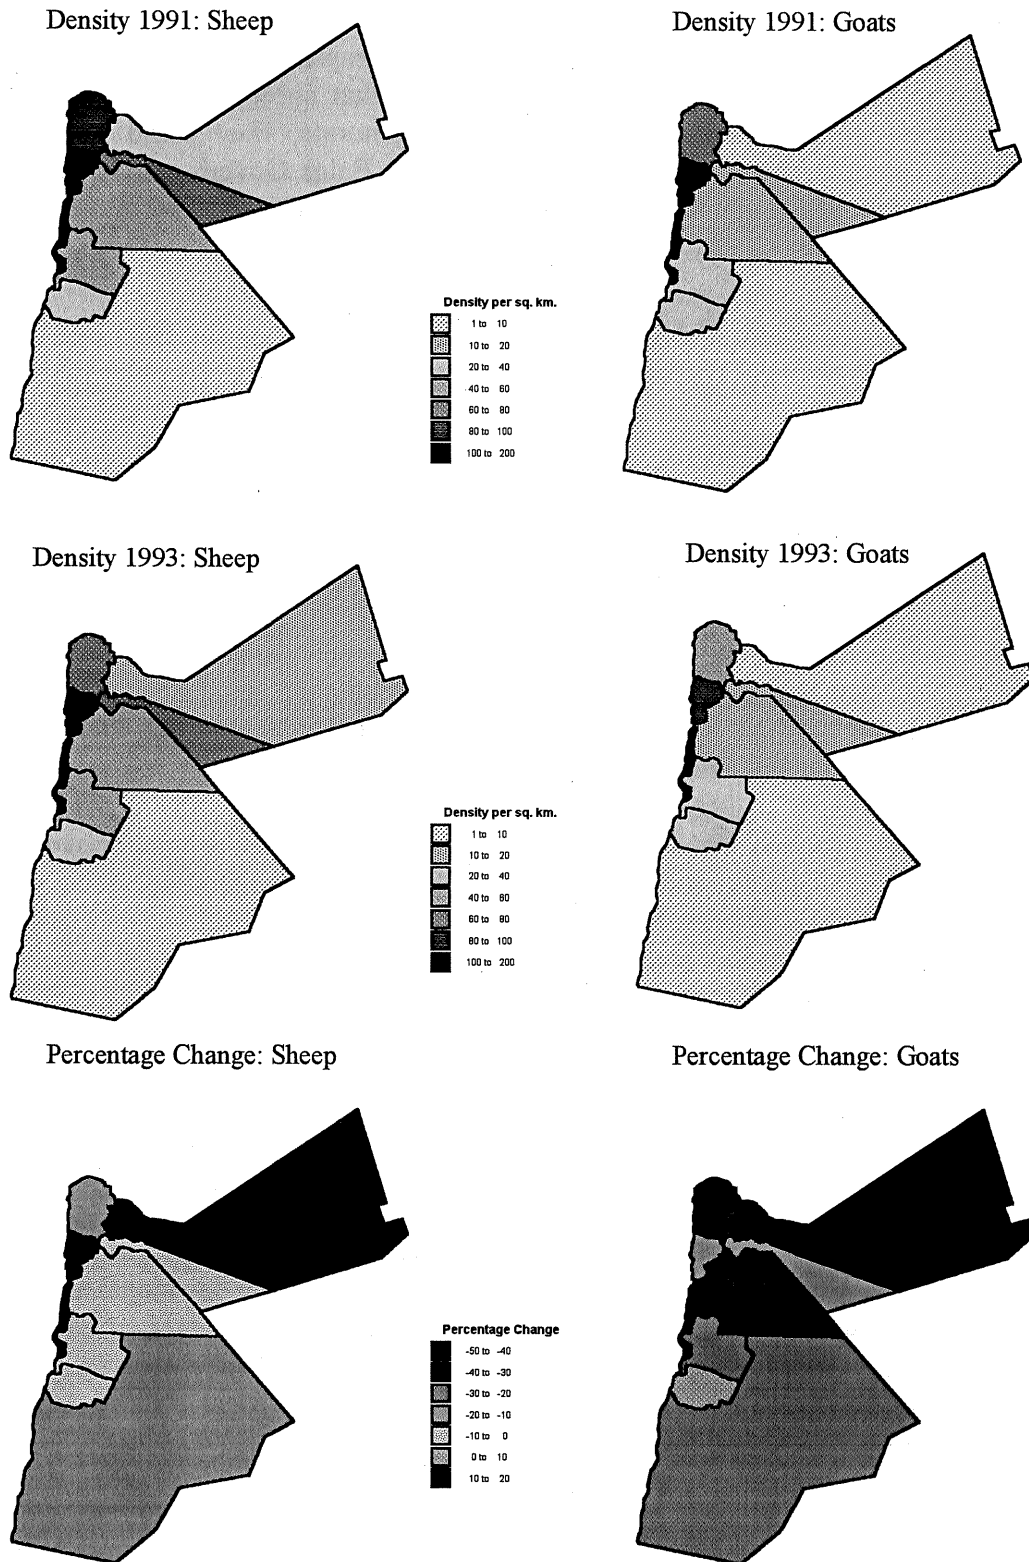 Density 1991: Sheep
Density 1991: Goats
Density per sq. km.
1 to 10
10 to 20
20 to 40
40 to 60
60 to 80
80 to 100
100 to 200
Density 1993: Sheep
Density 1993: Goats
Density per sq. km.
1 to 10
10 to 20
20 to 40
40 to 60
60 to 80
80 to 100
100 to 200
Percentage Change: Sheep
Percentage Change: Goats
Percentage Change
-50 to -40
-40 to -30
-30 to -20
-20 to -10
-10 to 0
0 to 10
10 to 20